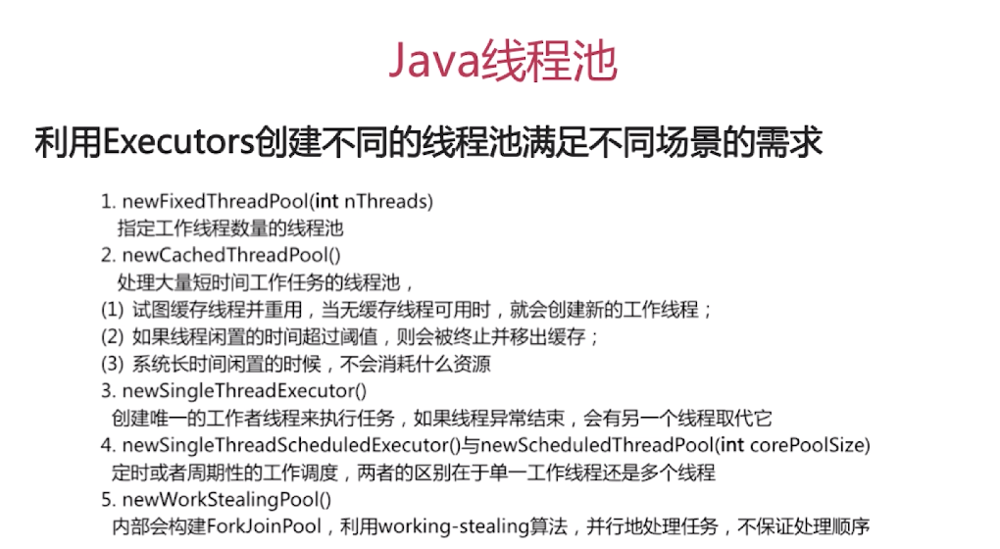 Java线程池
利用Executors创建不同的线程池满足不同场景的需求
1. newFixedThreadPool(int nThreads)
指定工作线程数量的线程池
2. newCachedThreadPool()
处理大量短时间工作任务的线程池，
(1) 试图缓存线程并重用，当无缓存线程可用时，就会创建新的工作线程；
(2) 如果线程闲置的时间超过阈值，则会被终止并移出缓存；
(3) 系统长时间闲置的时候，不会消耗什么资源
3. newSingleThreadExecutor()
创建唯一的工作者线程来执行任务，如果线程异常结束，会有另一个线程取代它
4. newSingleThreadScheduledExecutor()与newScheduledThreadPool(int corePoolSize)
定时或者周期性的工作调度，两者的区别在于单一工作线程还是多个线程
5. newWorkStealingPool()
内部会构建ForkJoinPool，利用working-stealing算法，并行地处理任务，不保证处理顺序